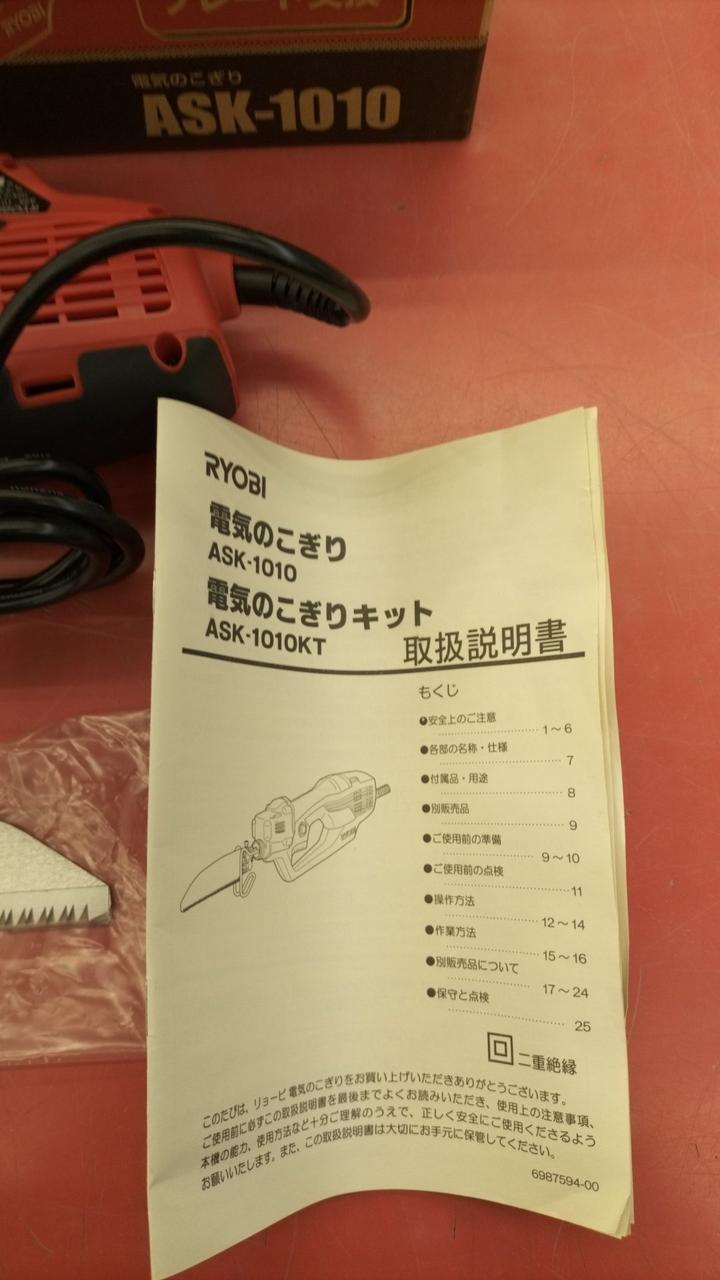 RYOBI
ブレード交換
電気のこぎり
ASK-1010
RYOBI
電気のこぎり
ASK-1010
電気のこぎりキット
ASK-1010KT
取扱説明書
もくじ
●安全上のご注意
1～6
●各部の名称・仕様
7
●付属品・用途
8
●別販売品
9
●ご使用前の準備
9～10
●ご使用前の点検
11
●操作方法
12～14
●作業方法
15～16
●別販売品について
17～24
●保守と点検
25
二重絶縁
このたびは、リョービ電気のこぎりをお買い上げいただきありがとうございます。
ご使用前に必ずこの取扱説明書を最後までよくお読みいただき、使用上の注意事項、
本機の能力、使用方法など十分ご理解のうえで、正しく安全にご使用くださるよう
お願いいたします。また、この取扱説明書は大切にお手元に保管してください。
6987594-00